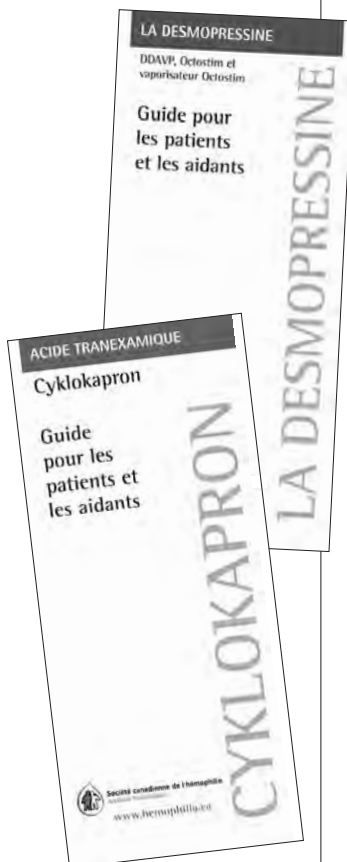 LA DESMOPRESSINE
DDAVP, Octostim et
vaporisateur Octostim
Guide pour
les patients
et les aidants
LA DESMOPRESSINE
ACIDE TRANEXAMIQUE
Cyklokapron
Guide
pour les
patients et
les aidants
CYKLOKAPRON
Société canadienne de l'hémophilie
www.hemophilia.ca